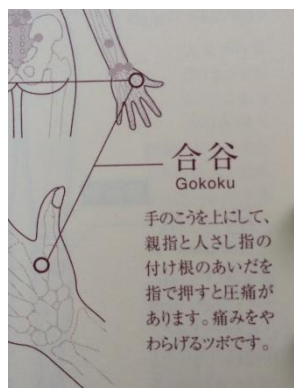 合谷
Gokoku
手のこうを上にして、
親指と人さし指の
付け根のあいだを
指で押すと圧痛が
あります。痛みをや
わらげるツボです。